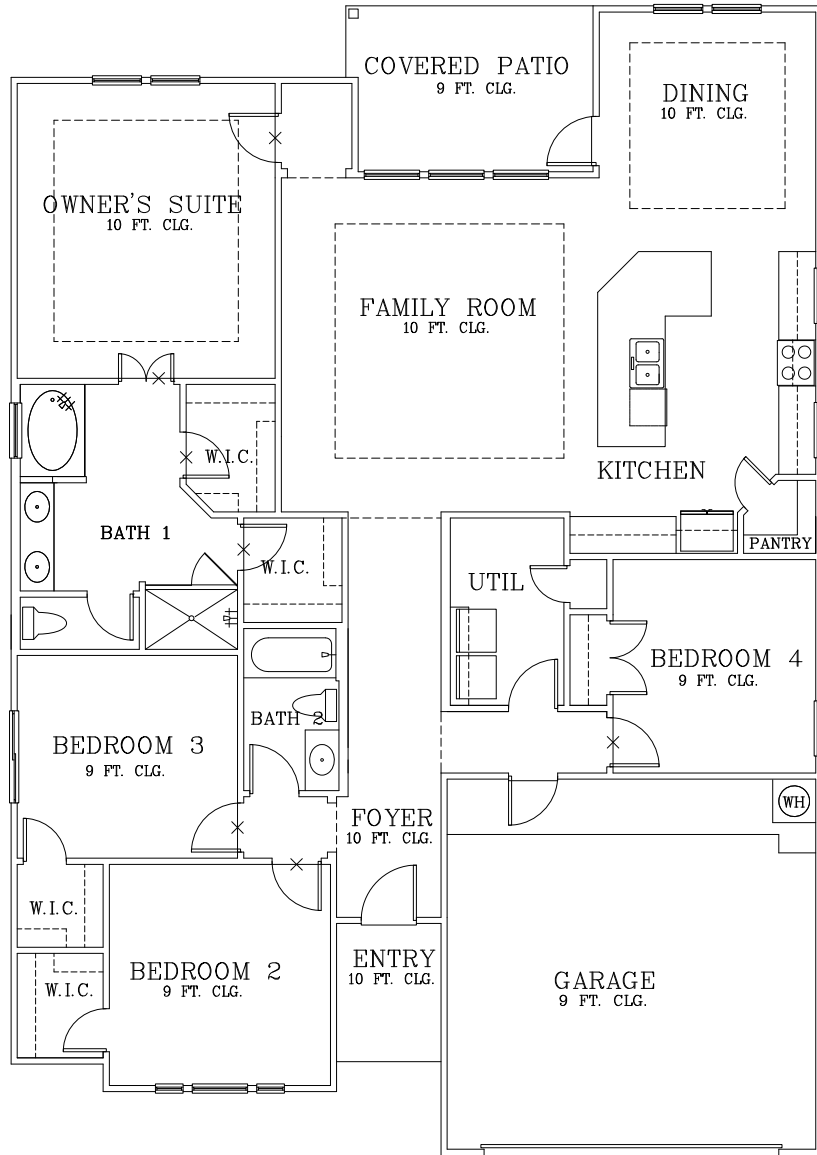 COVERED PATIO
9 FT. CLG.
DINING
10 FT. CLG.
OWNER'S SUITE
10 FT. CLG.
FAMILY ROOM
10 FT. CLG.
W.I.C.
KITCHEN
BATH 1
PANTRY
W.I.C.
UTIL
BEDROOM 4
9 FT. CLG.
BATH 2
BEDROOM 3
9 FT. CLG.
WH
FOYER
10 FT. CLG.
W.I.C.
ENTRY
10 FT. CLG.
BEDROOM 2
9 FT. CLG.
W.I.C.
GARAGE
9 FT. CLG.